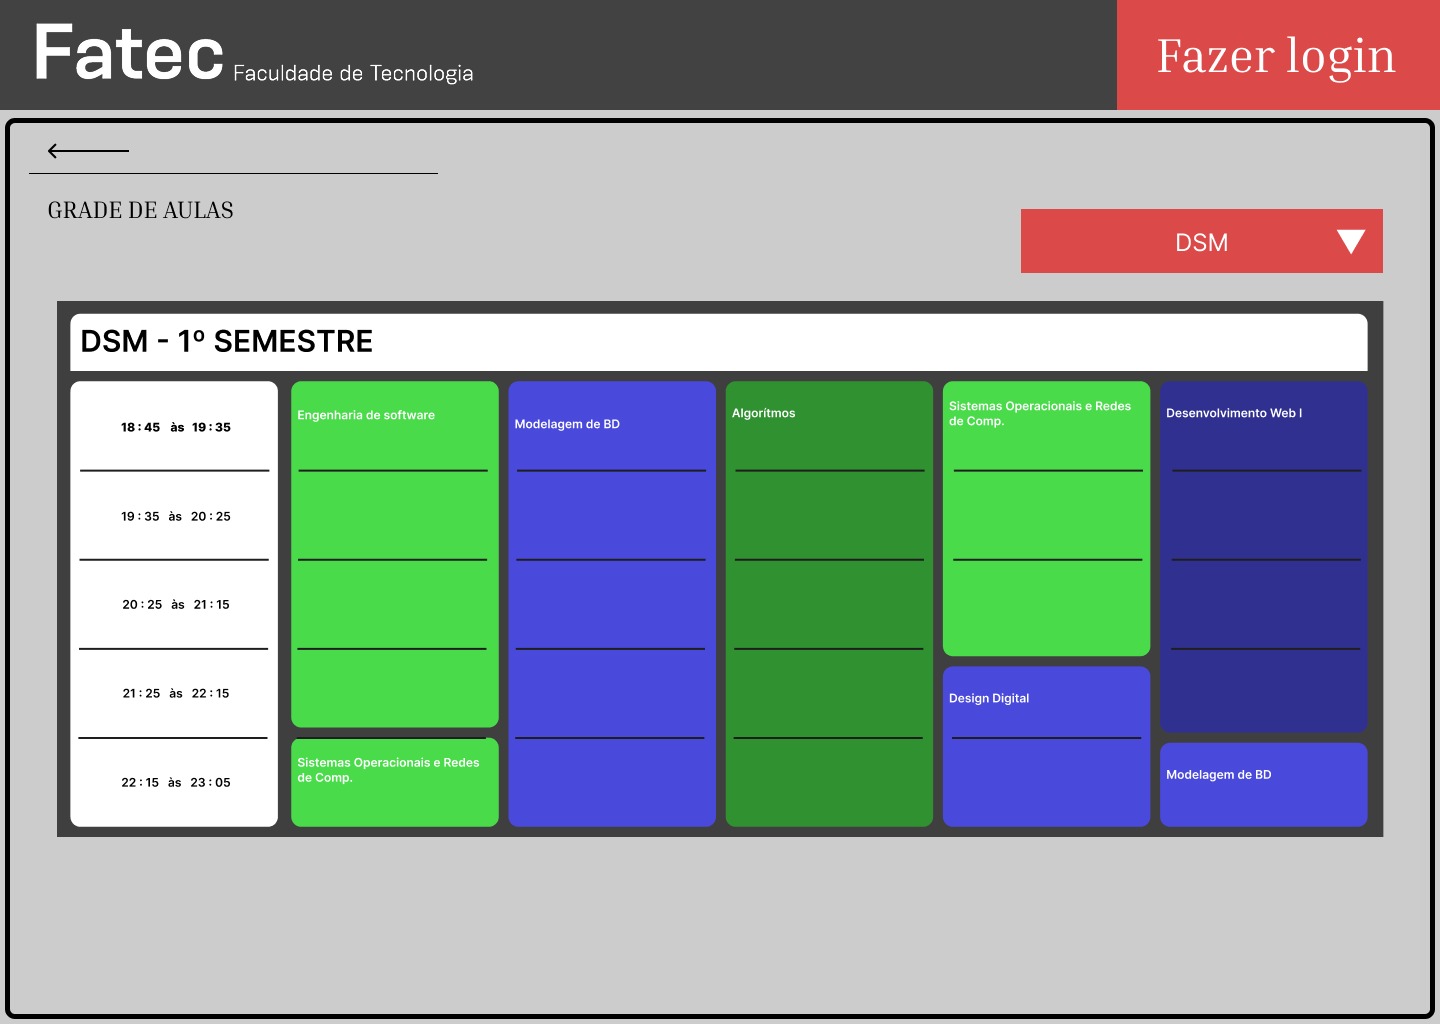 Fatec Faculdade de Tecnologia
Fazer login
GRADE DE AULAS
DSM
DSM - 1º SEMESTRE
18:45 às 19:35
19:35 às 20:25
20:25 às 21:15
21:25 às 22:15
22:15 às 23:05
Engenharia de software
Sistemas Operacionais e Redes
de Comp.
Modelagem de BD
Algorítmos
Sistemas Operacionais e Redes
de Comp.
Design Digital
Desenvolvimento Web I
Modelagem de BD